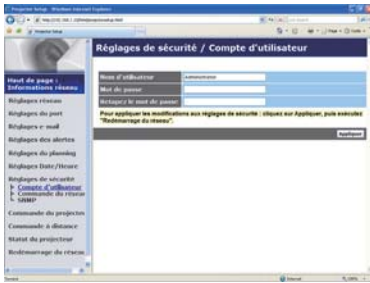 Projector Setup - Windows Internet Explorer
Projector Setup
Réglages de sécurité / Compte d'utilisateur
Haut de page :
Informations réseau
Réglages réseau
Réglages du port
Réglages e-mail
Réglages des alertes
Réglages du planning
Réglages Date/Heure
Réglages de sécurité
Compte d'utilisateur
Commande du réseau
SNMP
Commande du projecteur
Commande à distance
Statut du projecteur
Redémarrage du réseau
Nom d'utilisateur
Administrator
Mot de passe
Retapez le mot de passe
Pour appliquer les modifications aux réglages de sécurité : cliquez sur Appliquer, puis exécutez
"Redémarrage du réseau".
Appliquer
Internet